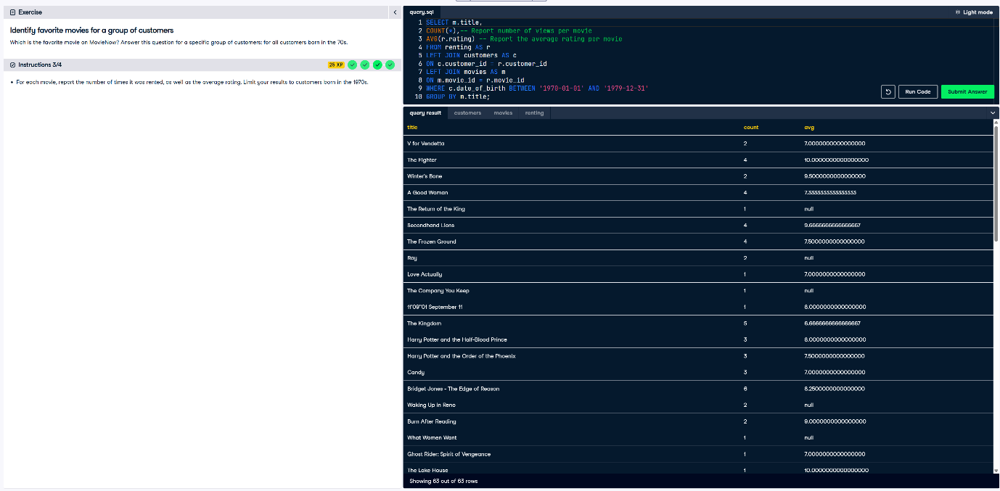 Exercise
Identify favorite movies for a group of customers
Which is the favorite movie on MovieNow? Answer this question for a specific group of customers: for all customers born in the 70s.
Instructions 3/4
25 XP
• For each movie, report the number of times it was rented, as well as the average rating. Limit your results to customers born in the 1970s.
query.sql
Light mode
1 SELECT m.title,
2 COUNT(*),-- Report number of views per movie
3 AVG(r.rating) -- Report the average rating per movie
4 FROM renting AS r
5 LEFT JOIN customers AS c
6 ON c.customer_id = r.customer_id
7 LEFT JOIN movies AS m
8 ON m.movie_id = r.movie_id
9 WHERE c.date_of_birth BETWEEN '1970-01-01' AND '1979-12-31'
10 GROUP BY m.title;
Run Code
Submit Answer
query result customers movies renting
title count avg
V for Vendetta 2 7.0000000000000000
The Fighter 4 10.0000000000000000
Winter's Bone 2 9.5000000000000000
A Good Woman 4 7.3333333333333333
The Return of the King 1 null
Secondhand Lions 4 9.6666666666666667
The Frozen Ground 4 7.5000000000000000
Ray 2 null
Love Actually 1 7.0000000000000000
The Company You Keep 1 null
11'09''01 September 11 1 8.0000000000000000
The Kingdom 5 6.6666666666666667
Harry Potter and the Half-Blood Prince 3 8.0000000000000000
Harry Potter and the Order of the Phoenix 3 7.5000000000000000
Candy 3 7.0000000000000000
Bridget Jones - The Edge of Reason 6 8.2500000000000000
Waking Up in Reno 2 null
Burn After Reading 2 9.0000000000000000
What Women Want 1 null
Ghost Rider: Spirit of Vengeance 1 7.0000000000000000
The Lake House 1 10.0000000000000000
Showing 63 out of 63 rows